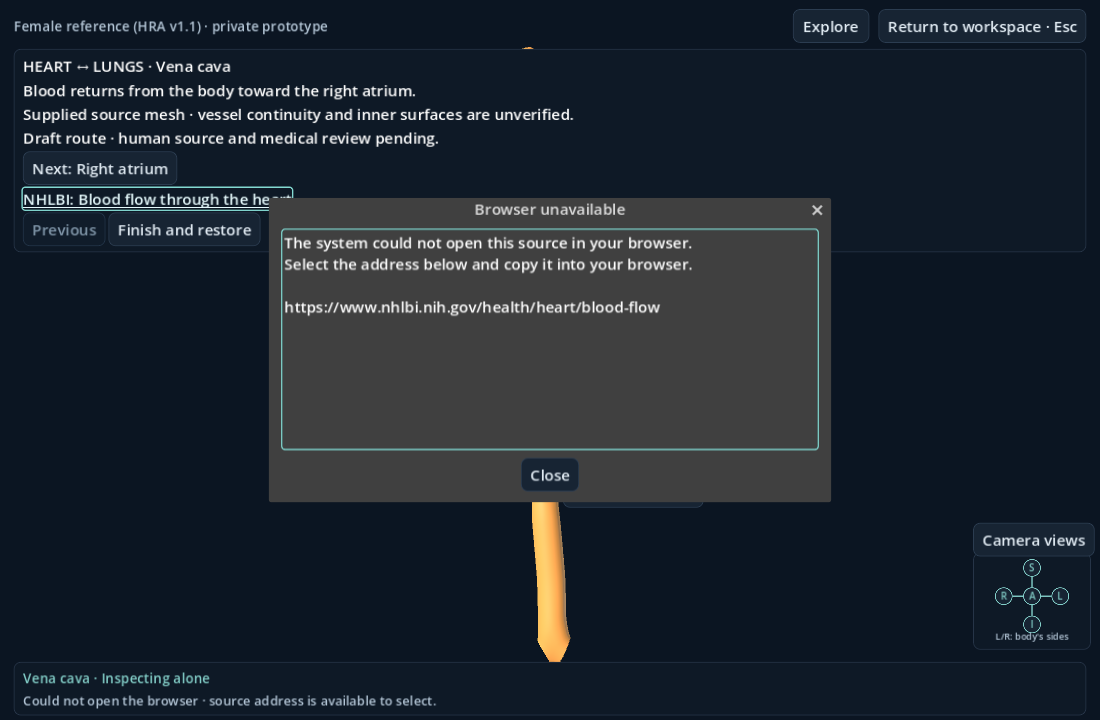 Female reference (HRA v1.1) · private prototype
Explore
Return to workspace · Esc
HEART ↔ LUNGS · Vena cava
Blood returns from the body toward the right atrium.
Supplied source mesh · vessel continuity and inner surfaces are unverified.
Draft route · human source and medical review pending.
Next: Right atrium
NHLBI: Blood flow through the heart
Previous
Finish and restore
Browser unavailable
The system could not open this source in your browser.
Select the address below and copy it into your browser.
https://www.nhlbi.nih.gov/health/heart/blood-flow
Close
Camera views
S
R A L
I
L/R: body's sides
Vena cava · Inspecting alone
Could not open the browser · source address is available to select.